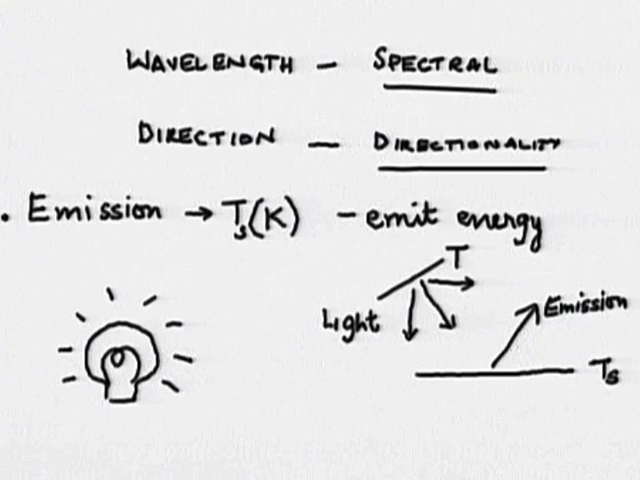 WAVELENGTH - SPECTRAL
DIRECTION - DIRECTIONALITY
. Emission → Ts(K) - emit energy
T
Light
Emission
Ts